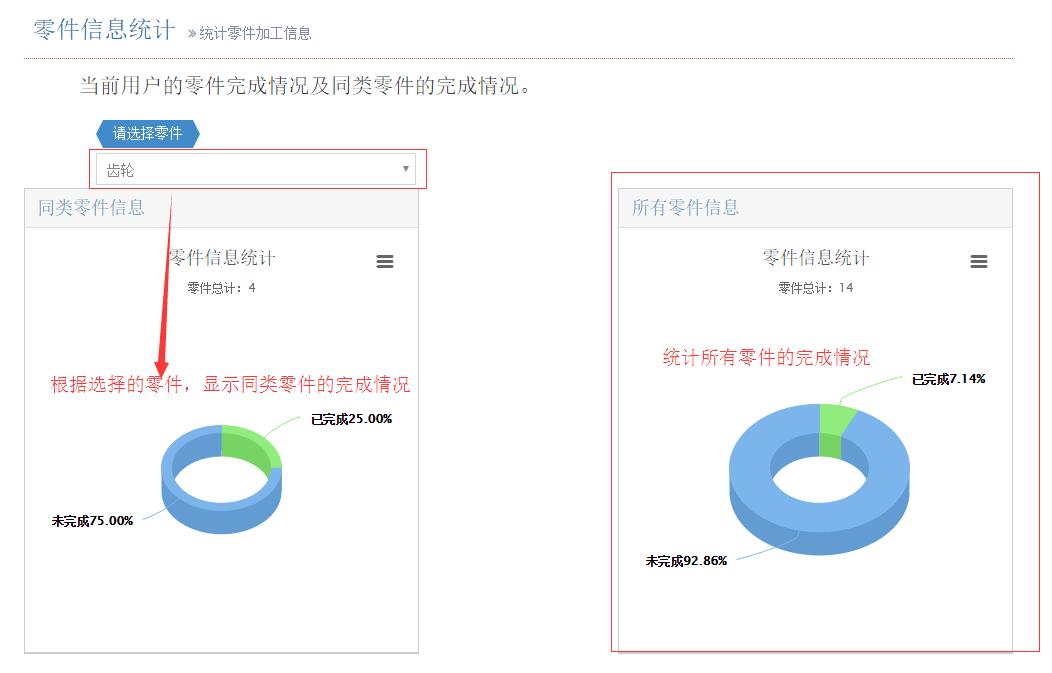 零件信息统计 »统计零件加工信息
当前用户的零件完成情况及同类零件的完成情况。
请选择零件
齿轮
同类零件信息
零件信息统计
零件总计：4
根据选择的零件，显示同类零件的完成情况
已完成25.00%
未完成75.00%
所有零件信息
零件信息统计
零件总计：14
统计所有零件的完成情况
已完成7.14%
未完成92.86%